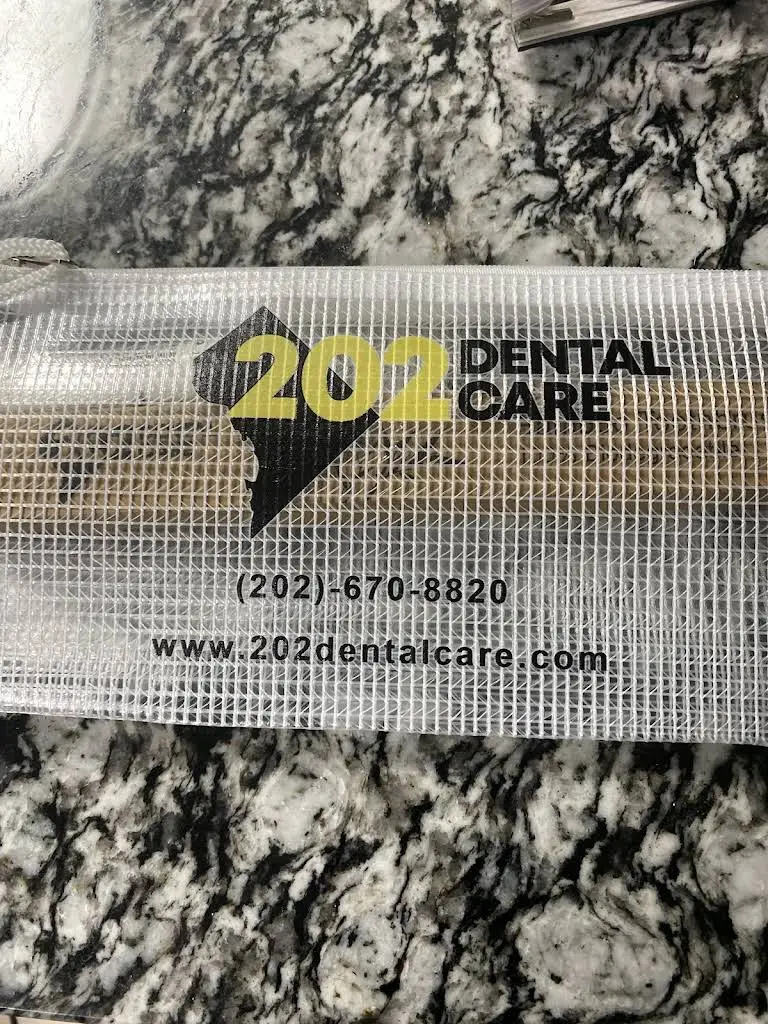 202 DENTAL
CARE
(202)-670-8820
www.202dentalcare.com